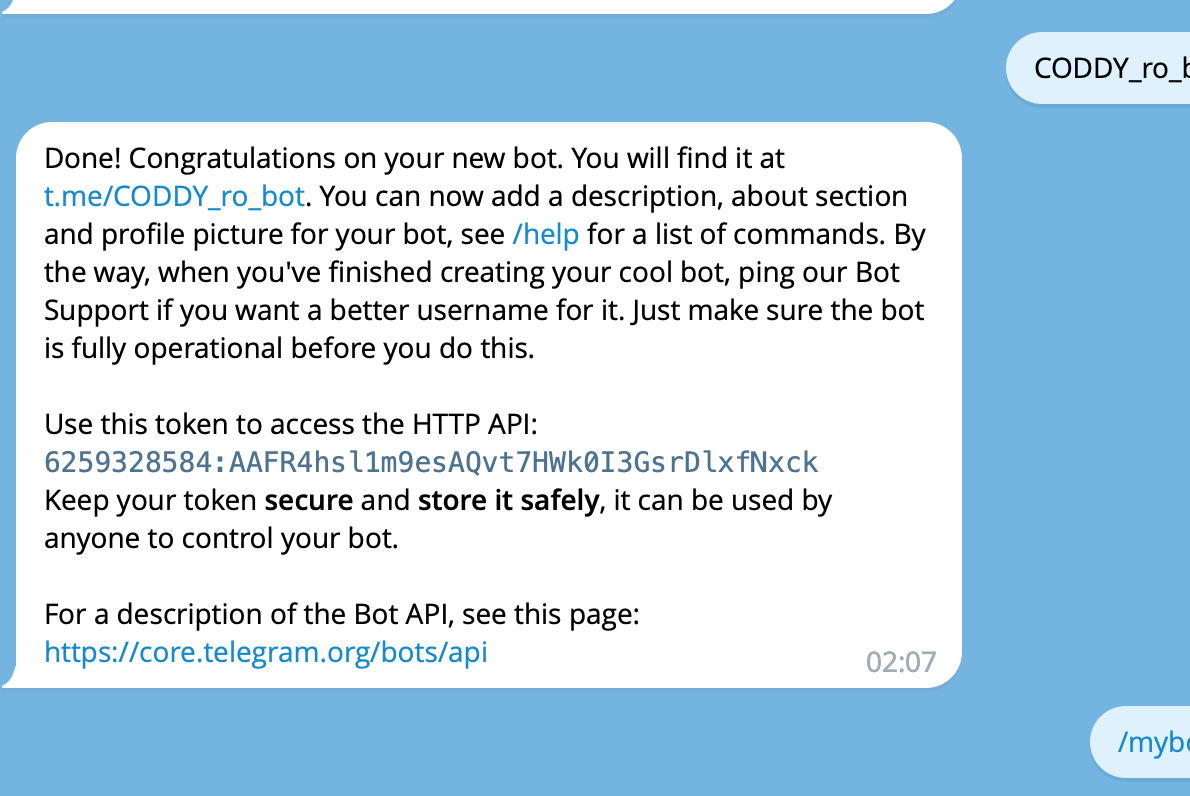 CODDY_ro_b
Done! Congratulations on your new bot. You will find it at
t.me/CODDY_ro_bot. You can now add a description, about section
and profile picture for your bot, see /help for a list of commands. By
the way, when you've finished creating your cool bot, ping our Bot
Support if you want a better username for it. Just make sure the bot
is fully operational before you do this.
Use this token to access the HTTP API:
6259328584:AAFR4hsl1m9esAQvt7HWk0I3GsrDlxfNxck
Keep your token secure and store it safely, it can be used by
anyone to control your bot.
For a description of the Bot API, see this page:
https://core.telegram.org/bots/api
02:07
/mybo